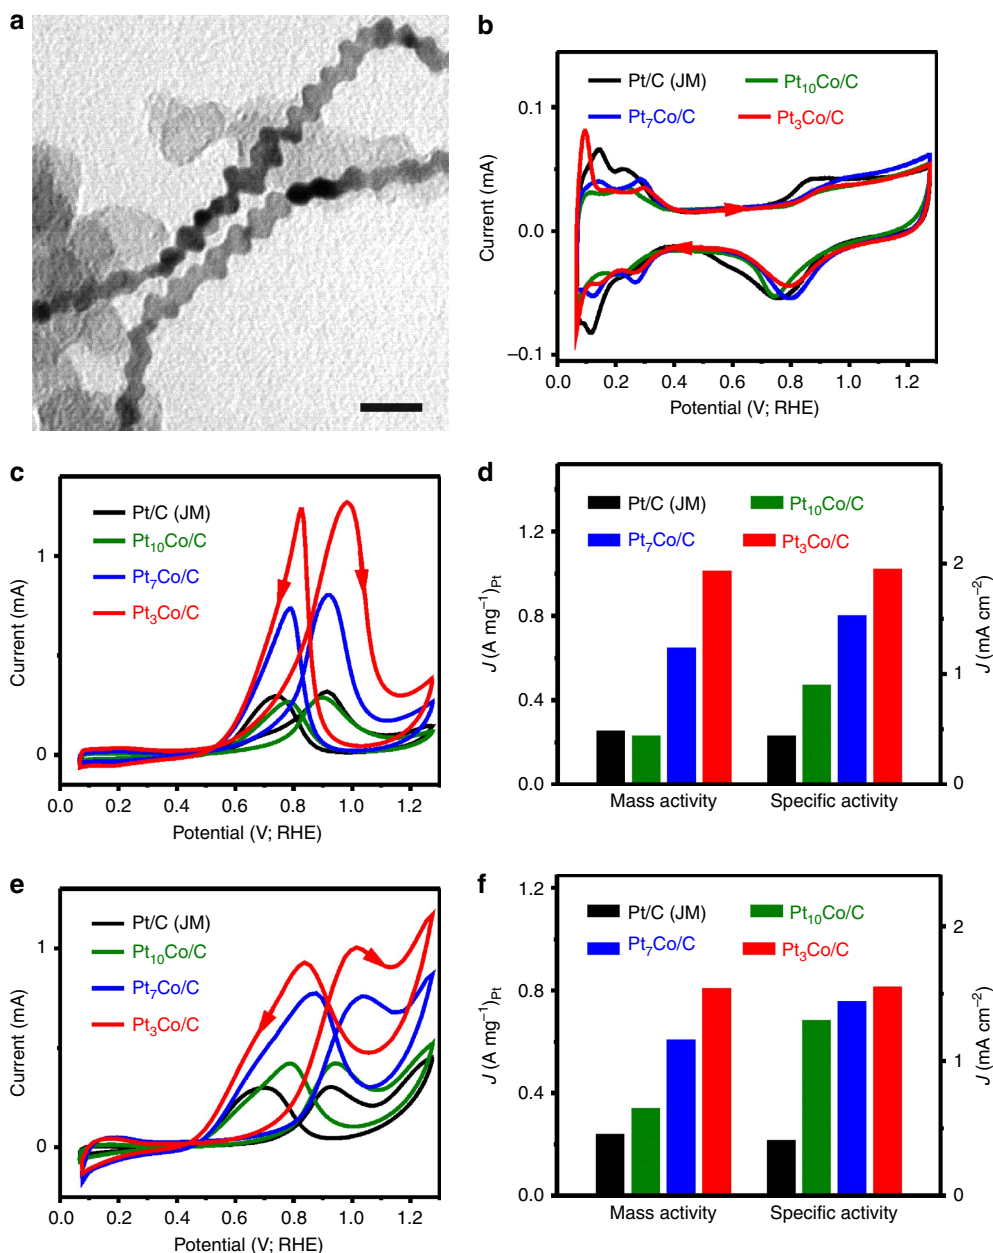 a
b
Pt/C (JM)
Pt₁₀Co/C
Pt₇Co/C
Pt₃Co/C
0.1
0.0
–0.1
Current (mA)
0.0 0.2 0.4 0.6 0.8 1.0 1.2
Potential (V; RHE)
c
Pt/C (JM)
Pt₁₀Co/C
Pt₇Co/C
Pt₃Co/C
1
0
Current (mA)
0.0 0.2 0.4 0.6 0.8 1.0 1.2
Potential (V; RHE)
d
Pt/C (JM)
Pt₁₀Co/C
Pt₇Co/C
Pt₃Co/C
1.2
0.8
0.4
0.0
J (A mg⁻¹)Pt
2
1
0
J (mA cm⁻²)
Mass activity Specific activity
e
Pt/C (JM)
Pt₁₀Co/C
Pt₇Co/C
Pt₃Co/C
1
0
Current (mA)
0.0 0.2 0.4 0.6 0.8 1.0 1.2
Potential (V; RHE)
f
Pt/C (JM)
Pt₁₀Co/C
Pt₇Co/C
Pt₃Co/C
1.2
0.8
0.4
0.0
J (A mg⁻¹)Pt
2
1
0
J (mA cm⁻²)
Mass activity Specific activity